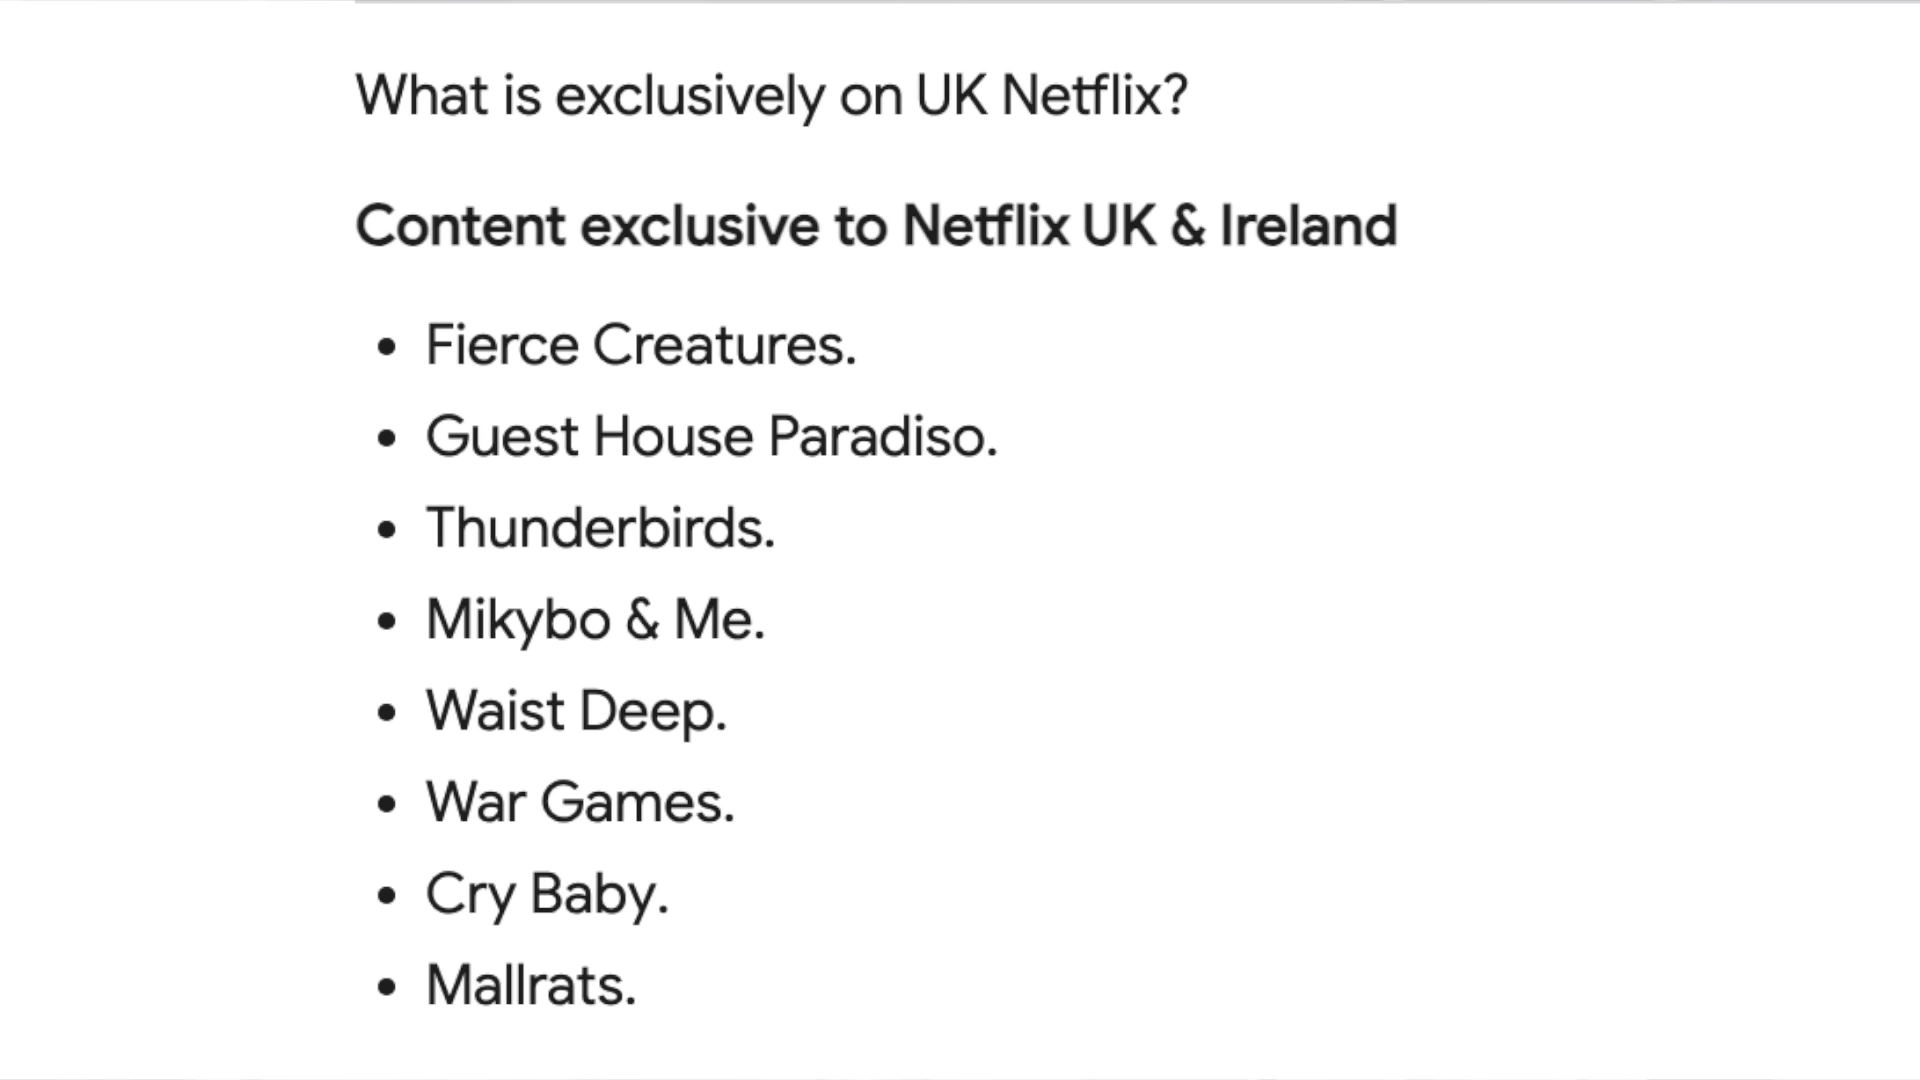 What is exclusively on UK Netflix?
Content exclusive to Netflix UK & Ireland
• Fierce Creatures.
• Guest House Paradiso.
• Thunderbirds.
• Mikybo & Me.
• Waist Deep.
• War Games.
• Cry Baby.
• Mallrats.